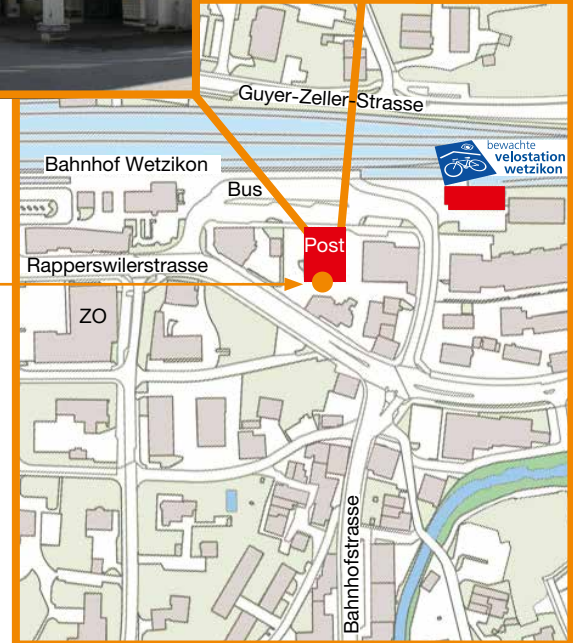 Guyer-Zeller-Strasse
bewachte
velostation
wetzikon
Bahnhof Wetzikon
Bus
Post
Rapperswilerstrasse
ZO
Bahnhofstrasse